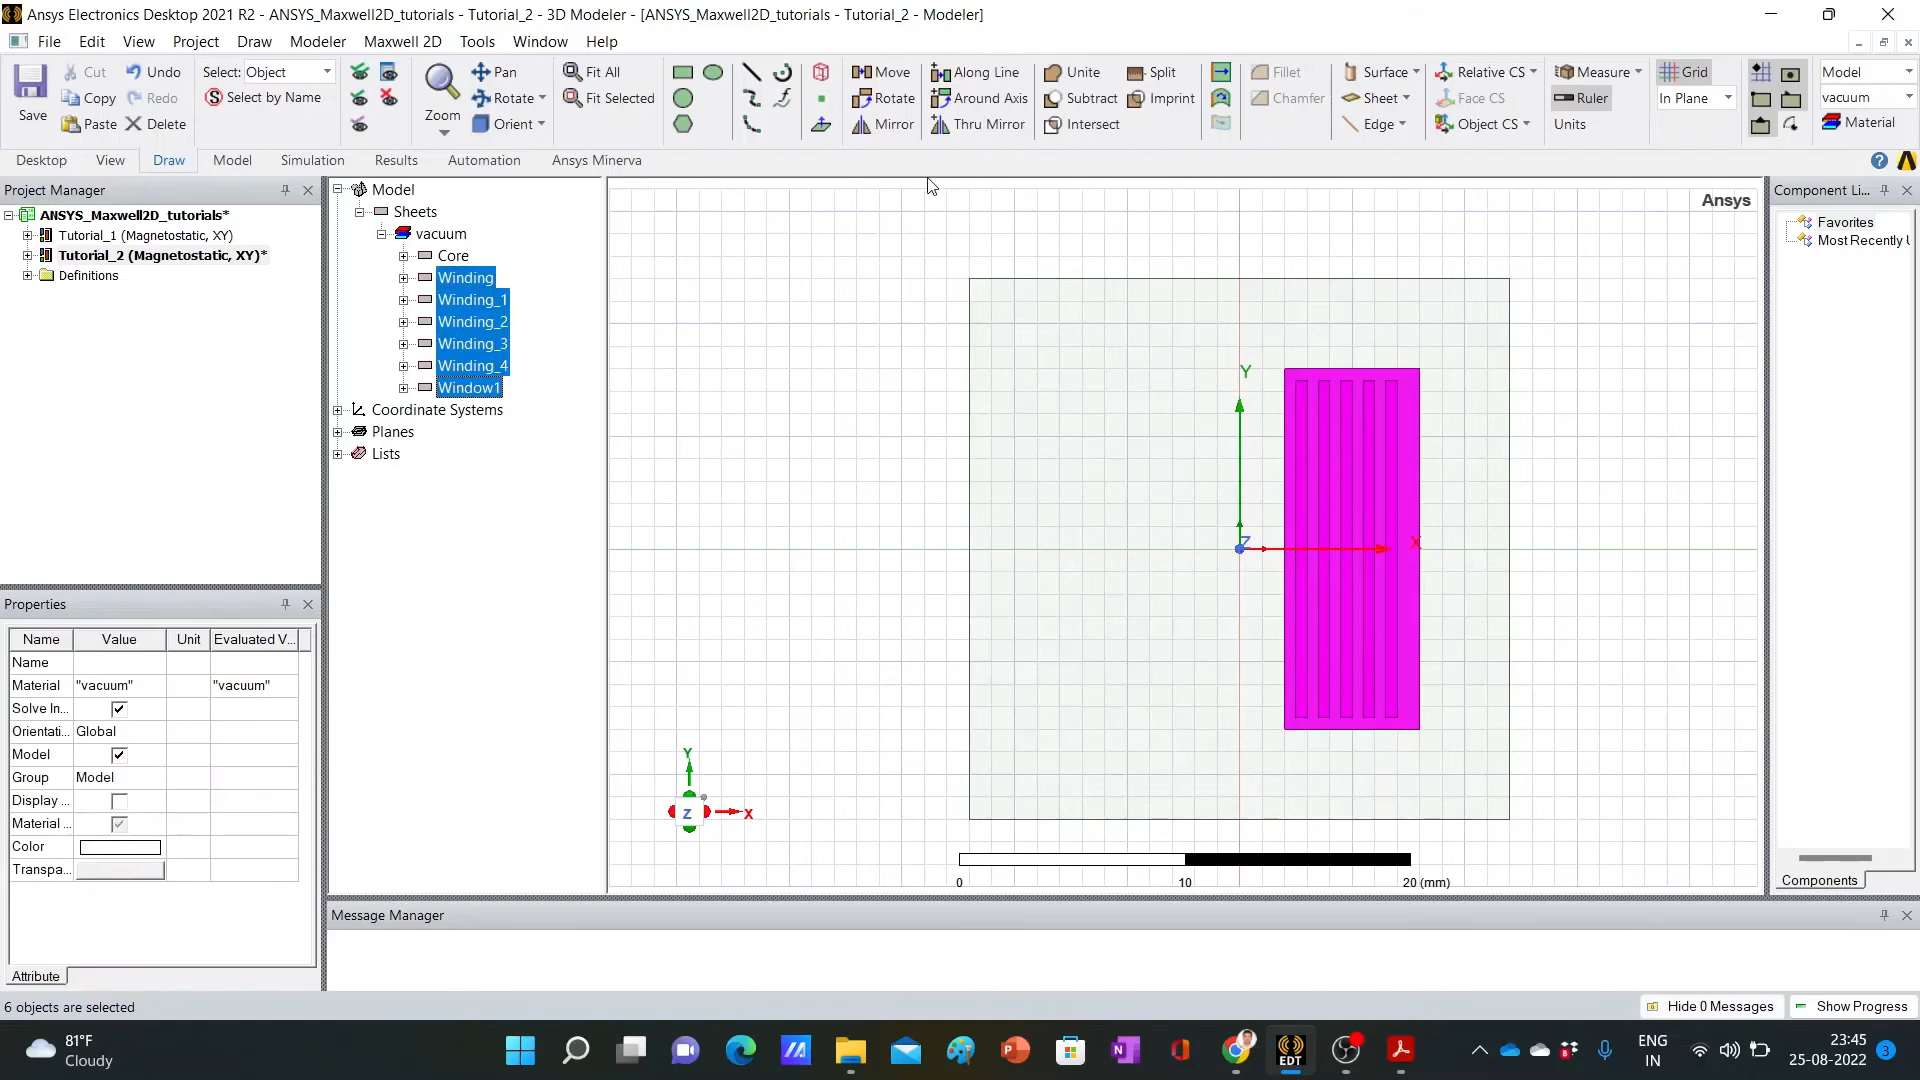 Ansys Electronics Desktop 2021 R2 - ANSYS_Maxwell2D_tutorials - Tutorial_2 - 3D Modeler - [ANSYS_Maxwell2D_tutorials - Tutorial_2 - Modeler]
File Edit View Project Draw Modeler Maxwell 2D Tools Window Help
Save
Cut Undo
Copy Redo
Paste Delete
Select: Object
Select by Name
Zoom
Pan
Rotate
Orient
Fit All
Fit Selected
Move
Rotate
Mirror
Along Line
Around Axis
Thru Mirror
Unite Split
Subtract Imprint
Intersect
Fillet
Chamfer
Surface
Sheet
Edge
Relative CS
Face CS
Object CS
Measure
Ruler
Units
Grid
In Plane
Model
vacuum
Material
Desktop View Draw Model Simulation Results Automation Ansys Minerva
Project Manager
ANSYS_Maxwell2D_tutorials*
Tutorial_1 (Magnetostatic, XY)
Tutorial_2 (Magnetostatic, XY)*
Definitions
Model
Sheets
vacuum
Core
Winding
Winding_1
Winding_2
Winding_3
Winding_4
Window1
Coordinate Systems
Planes
Lists
Ansys
Y
Z
X
Y
Z
X
0 10 20 (mm)
Component Li...
Favorites
Most Recently U
Components
Properties
Name Value Unit Evaluated V...
Name
Material "vacuum" "vacuum"
Solve In...
Orientati... Global
Model
Group Model
Display ...
Material ...
Color
Transpa...
Attribute
Message Manager
6 objects are selected
Hide 0 Messages Show Progress
81°F
Cloudy
EDT
ENG
IN
23:45
25-08-2022
3